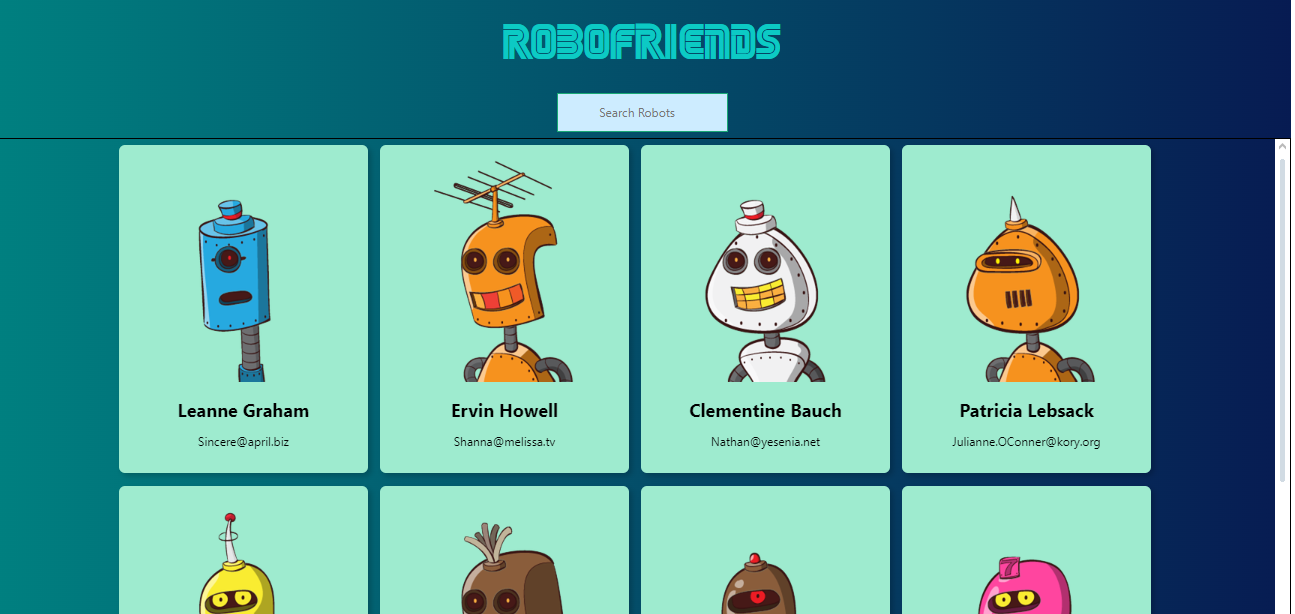 ROBOFRIENDS
Search Robots
Leanne Graham
Sincere@april.biz
Ervin Howell
Shanna@melissa.tv
Clementine Bauch
Nathan@yesenia.net
Patricia Lebsack
Julianne.OConner@kory.org
7